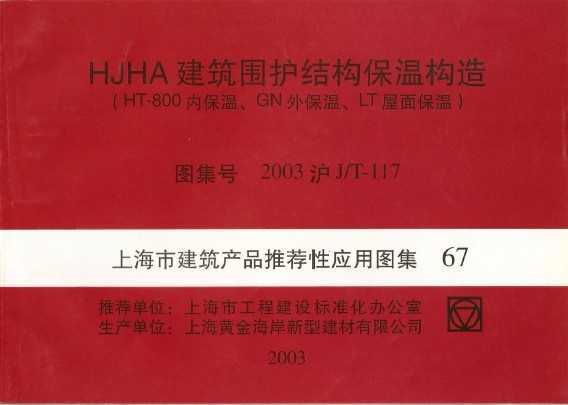 HJHA 建筑围护结构保温构造
(HT-800 内保温、GN 外保温、LT 屋面保温)
图集号 2003 沪 J/T-117
上海市建筑产品推荐性应用图集 67
推荐单位：上海市工程建设标准化办公室
生产单位：上海黄金海岸新型建材有限公司
2003